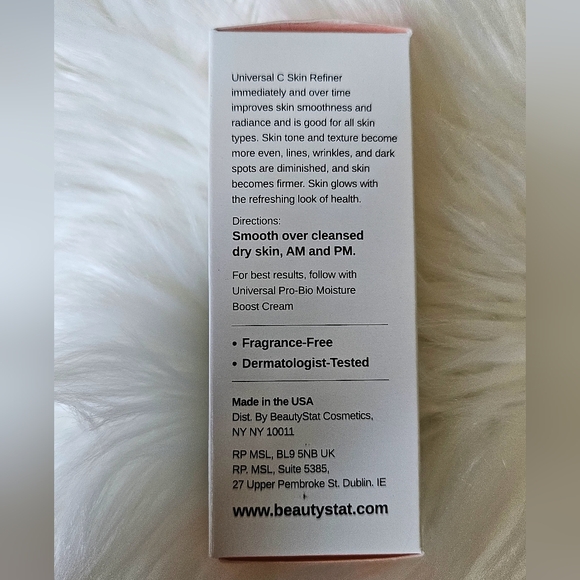 Universal C Skin Refiner
immediately and over time
improves skin smoothness and
radiance and is good for all skin
types. Skin tone and texture become
more even, lines, wrinkles, and dark
spots are diminished, and skin
becomes firmer. Skin glows with
the refreshing look of health.
Directions:
Smooth over cleansed
dry skin, AM and PM.
For best results, follow with
Universal Pro-Bio Moisture
Boost Cream
• Fragrance-Free
• Dermatologist-Tested
Made in the USA
Dist. By BeautyStat Cosmetics,
NY NY 10011
RP MSL, BL9 5NB UK
RP. MSL, Suite 5385,
27 Upper Pembroke St. Dublin. IE
www.beautystat.com